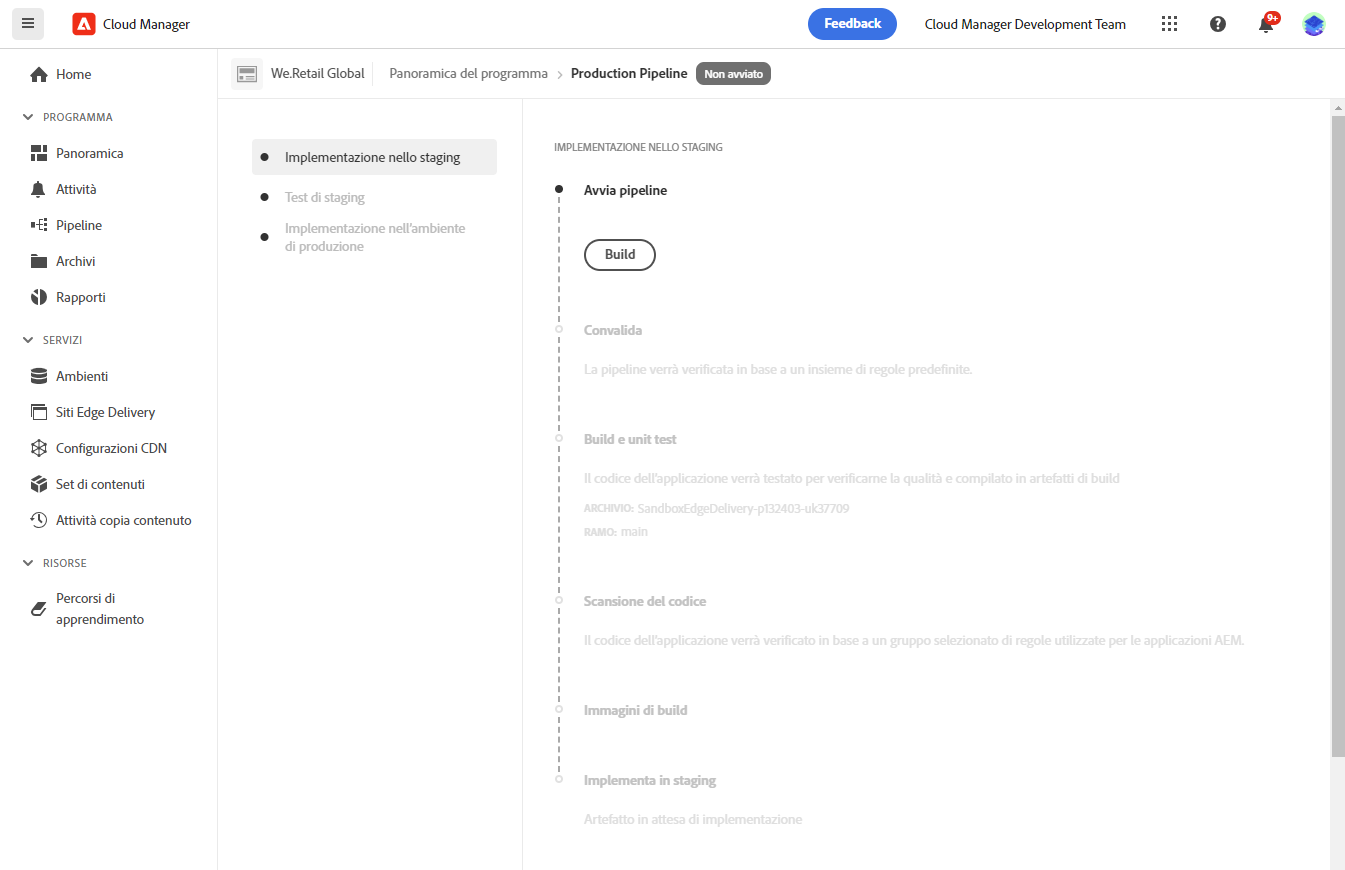 Cloud Manager
Feedback
Cloud Manager Development Team
9+
Home
PROGRAMMA
Panoramica
Attività
Pipeline
Archivi
Rapporti
SERVIZI
Ambienti
Siti Edge Delivery
Configurazioni CDN
Set di contenuti
Attività copia contenuto
RISORSE
Percorsi di
apprendimento
We.Retail Global
Panoramica del programma › Production Pipeline
Non avviato
Implementazione nello staging
Test di staging
Implementazione nell'ambiente
di produzione
IMPLEMENTAZIONE NELLO STAGING
Avvia pipeline
Build
Convalida
La pipeline verrà verificata in base a un insieme di regole predefinite.
Build e unit test
Il codice dell'applicazione verrà testato per verificarne la qualità e compilato in artefatti di build
ARCHIVIO: SandboxEdgeDelivery-p132403-uk37709
RAMO: main
Scansione del codice
Il codice dell'applicazione verrà verificato in base a un gruppo selezionato di regole utilizzate per le applicazioni AEM.
Immagini di build
Implementa in staging
Artefatto in attesa di implementazione